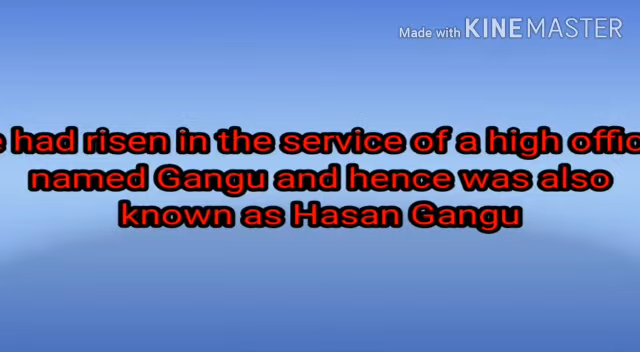 Made with KINEMASTER
had risen in the service of a high
named Gangu and hence was also
known as Hasan Gangu